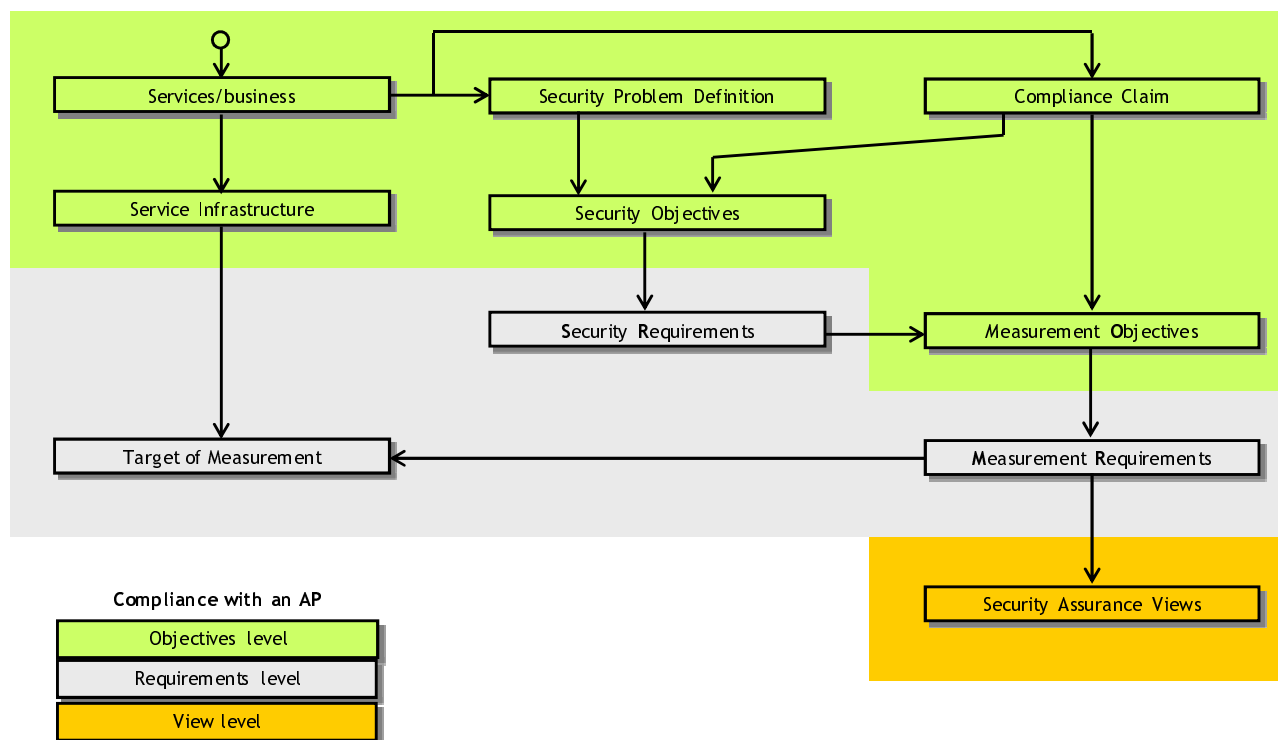 Services/business
Security Problem Definition
Compliance Claim
Service Infrastructure
Security Objectives
Security Requirements
Measurement Objectives
Target of Measurement
Measurement Requirements
Security Assurance Views
Compliance with an AP
Objectives level
Requirements level
View level